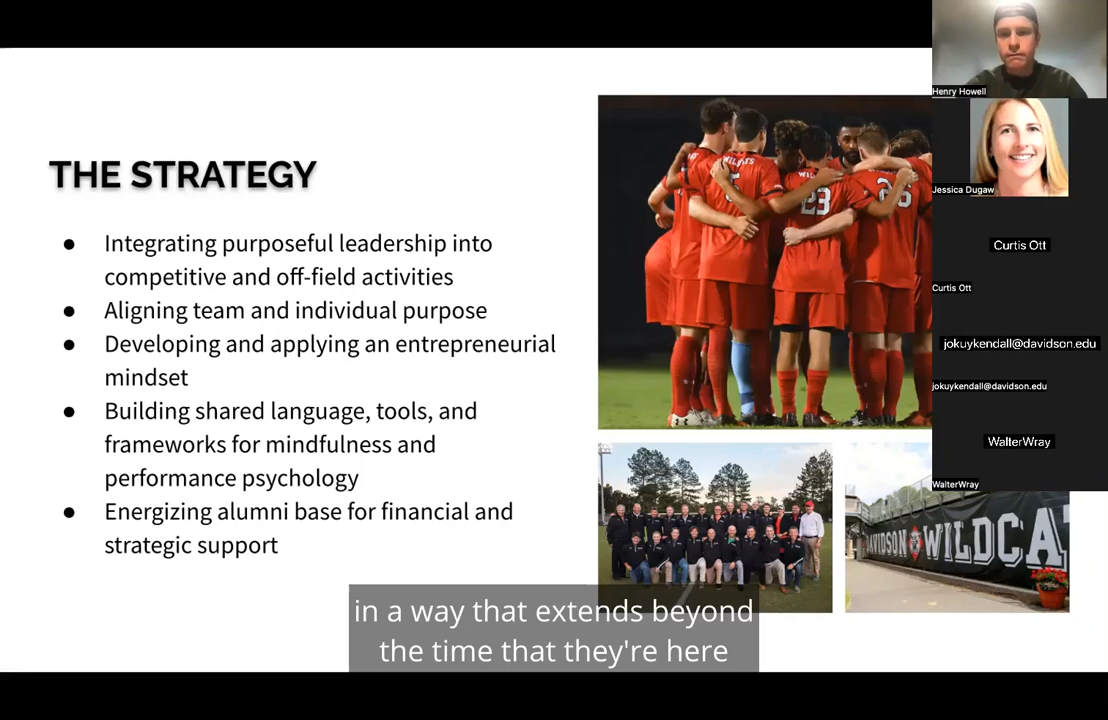 THE STRATEGY
● Integrating purposeful leadership into
competitive and off-field activities
● Aligning team and individual purpose
● Developing and applying an entrepreneurial
mindset
● Building shared language, tools, and
frameworks for mindfulness and
performance psychology
● Energizing alumni base for financial and
strategic support
WILDCATS
23
DAVIDSON WILDCA
in a way that extends beyond
the time that they're here
Henry Howell
Jessica Dugaw
Curtis Ott
Curtis Ott
jokuykendall@davidson.edu
jokuykendall@davidson.edu
WalterWray
WalterWray